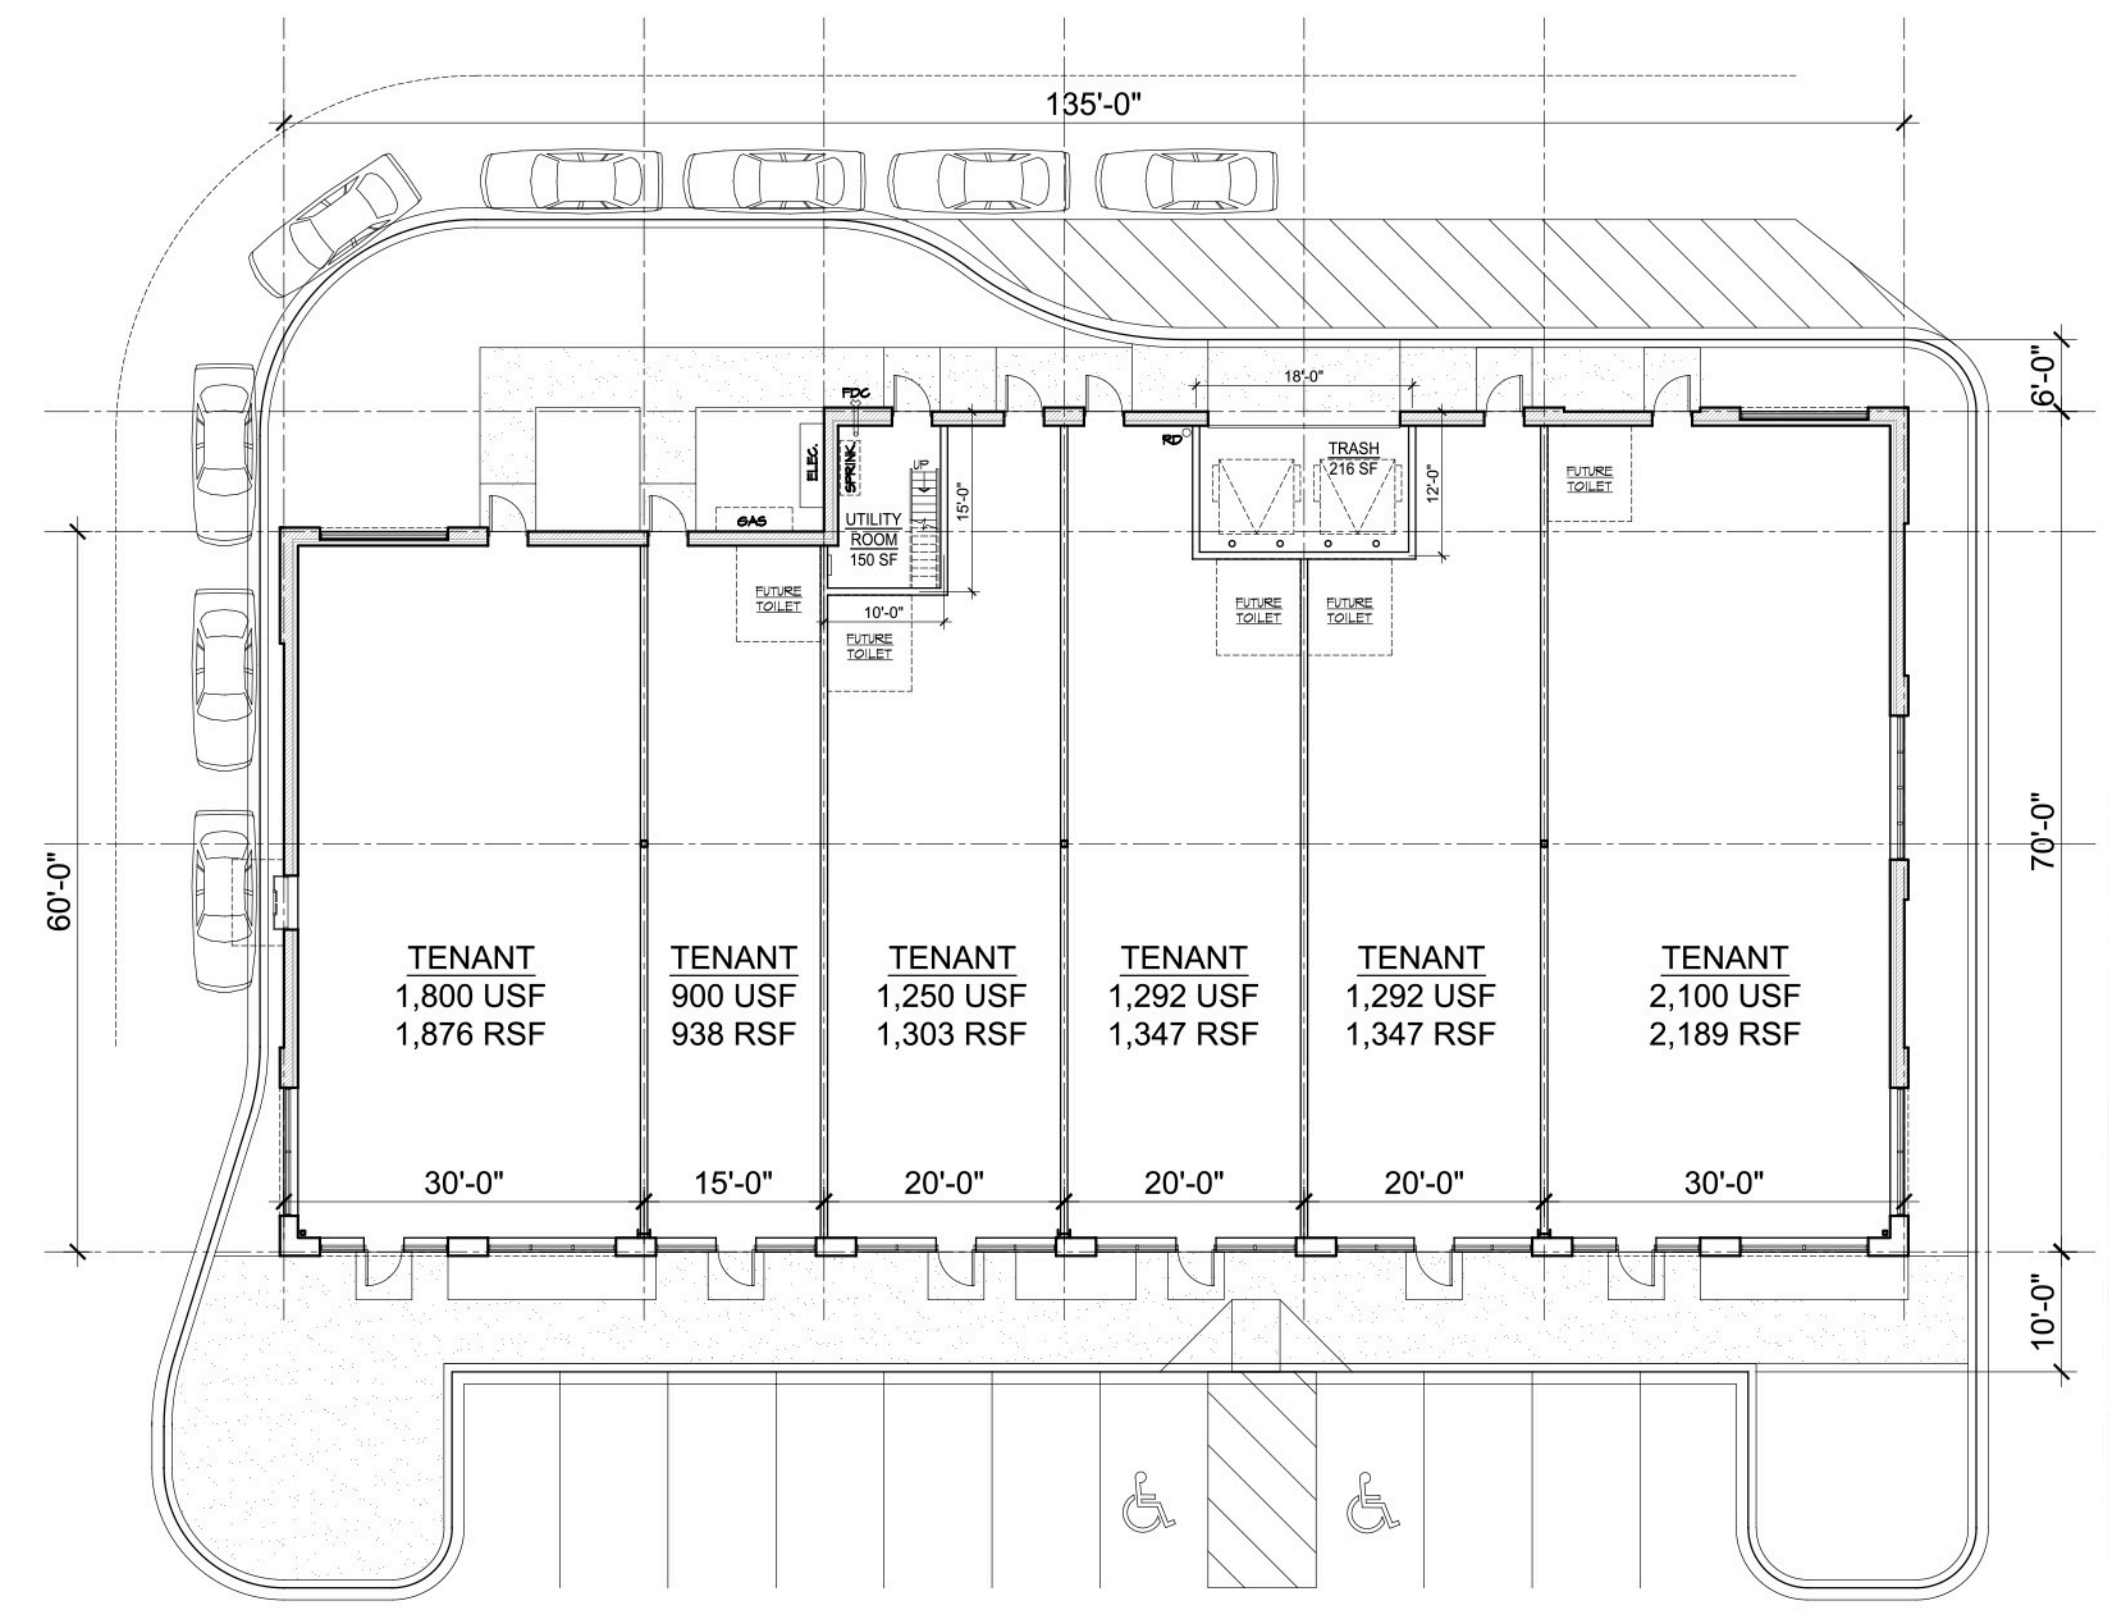 135'-0"
6'-0"
18'-0"
FDC
RD
TRASH
216 SF
12'-0"
ELEC.
SPRINK.
UP
15'-0"
FUTURE
TOILET
GAS
UTILITY
ROOM
150 SF
10'-0"
FUTURE
TOILET
FUTURE
TOILET
FUTURE
TOILET
FUTURE
TOILET
60'-0"
70'-0"
TENANT
1,800 USF
1,876 RSF
TENANT
900 USF
938 RSF
TENANT
1,250 USF
1,303 RSF
TENANT
1,292 USF
1,347 RSF
TENANT
1,292 USF
1,347 RSF
TENANT
2,100 USF
2,189 RSF
30'-0"
15'-0"
20'-0"
20'-0"
20'-0"
30'-0"
10'-0"